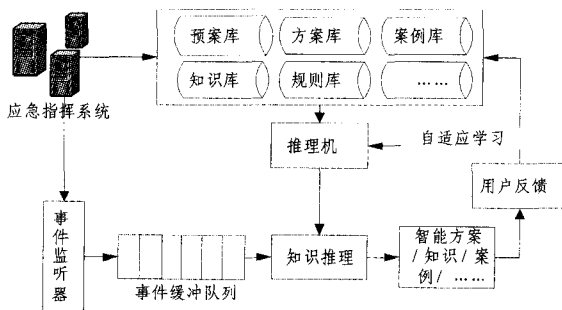 预案库
方案库
案例库
知识库
规则库
……
应急指挥系统
推理机
自适应学习
用户反馈
事件监听器
事件缓冲队列
知识推理
智能方案
/ 知识 / 案
例 / ……